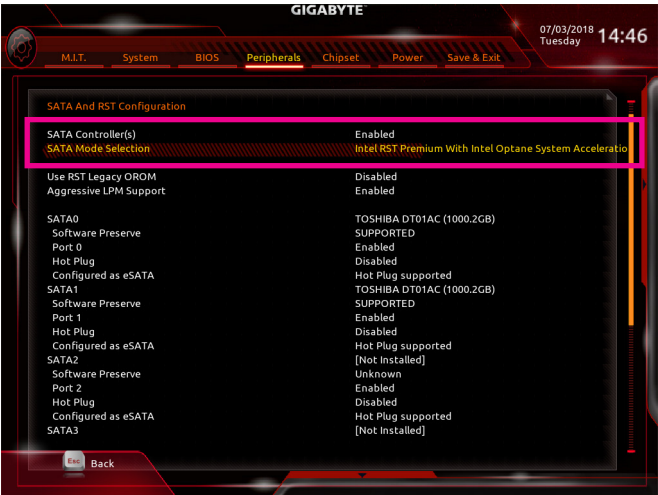 GIGABYTE™
07/03/2018 14:46
Tuesday
M.I.T. System BIOS Peripherals Chipset Power Save & Exit
SATA And RST Configuration
SATA Controller(s) Enabled
SATA Mode Selection Intel RST Premium With Intel Optane System Acceleratio
Use RST Legacy OROM Disabled
Aggressive LPM Support Enabled
SATA0 TOSHIBA DT01AC (1000.2GB)
Software Preserve SUPPORTED
Port 0 Enabled
Hot Plug Disabled
Configured as eSATA Hot Plug supported
SATA1 TOSHIBA DT01AC (1000.2GB)
Software Preserve SUPPORTED
Port 1 Enabled
Hot Plug Disabled
Configured as eSATA Hot Plug supported
SATA2 [Not Installed]
Software Preserve Unknown
Port 2 Enabled
Hot Plug Disabled
Configured as eSATA Hot Plug supported
SATA3 [Not Installed]
Esc Back